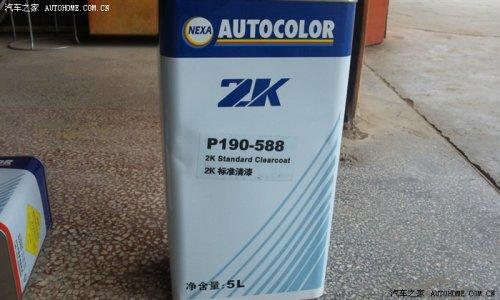 汽车之家 AUTOHOME.COM.CN
NEXA AUTOCOLOR
2K
P190-588
2K Standard Clearcoat
2K 标准清漆
净含量: 5L
汽车之家 AUTOHOME.COM.CN